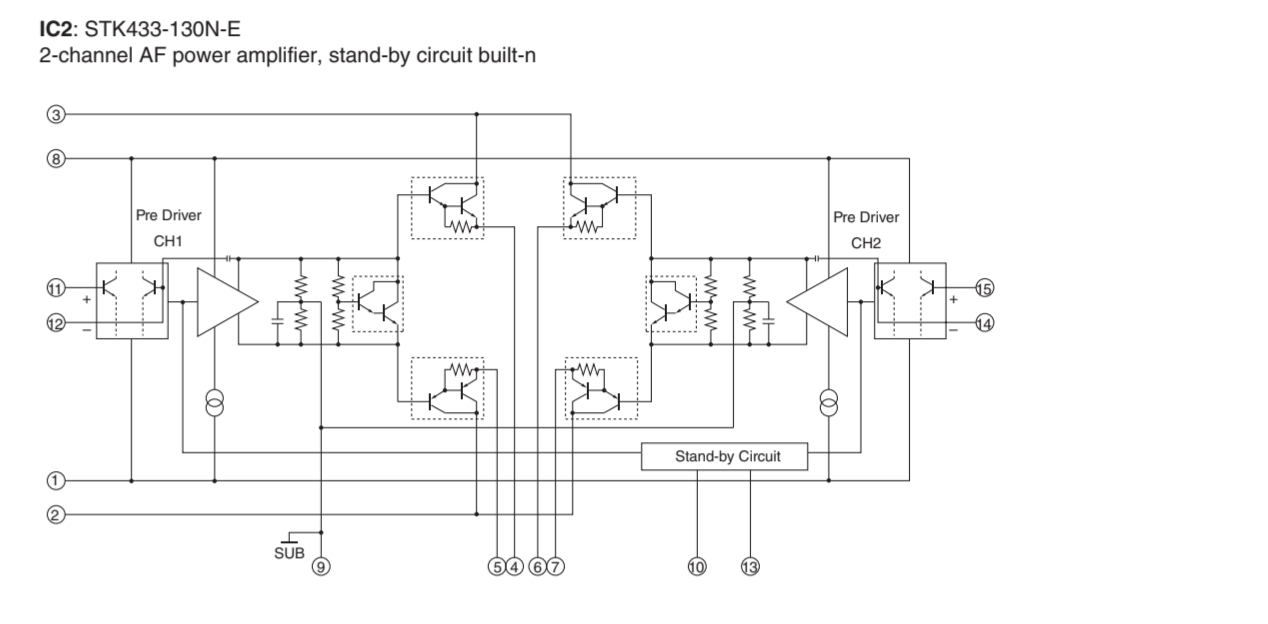 IC2: STK433-130N-E
2-channel AF power amplifier, stand-by circuit built-n
3
8
Pre Driver
CH1
Pre Driver
CH2
11
+
12
−
15
+
14
−
Stand-by Circuit
1
2
SUB
9
5 4 6 7
10
13